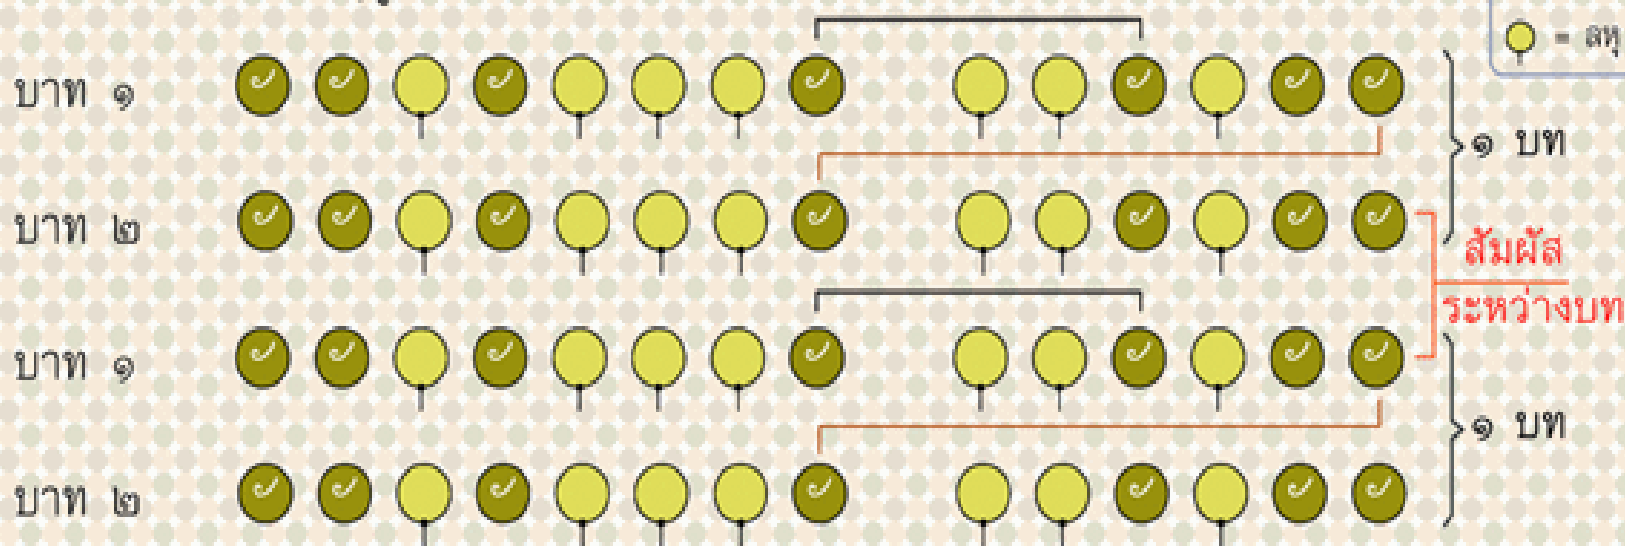 = ลหุ
บาท ๑
๑ บท
บาท ๒
สัมผัส
ระหว่างบท
บาท ๑
๑ บท
บาท ๒